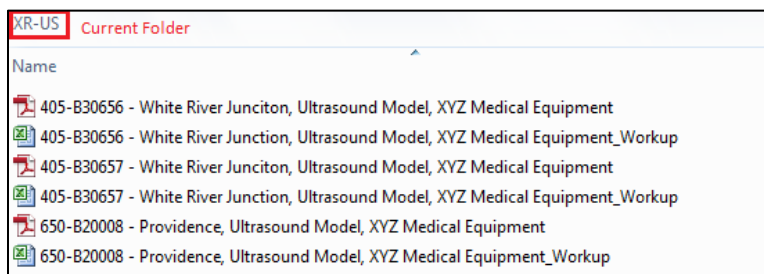 XR-US Current Folder
Name
405-B30656 - White River Junciton, Ultrasound Model, XYZ Medical Equipment
405-B30656 - White River Junction, Ultrasound Model, XYZ Medical Equipment_Workup
405-B30657 - White River Junciton, Ultrasound Model, XYZ Medical Equipment
405-B30657 - White River Junction, Ultrasound Model, XYZ Medical Equipment_Workup
650-B20008 - Providence, Ultrasound Model, XYZ Medical Equipment
650-B20008 - Providence, Ultrasound Model, XYZ Medical Equipment_Workup